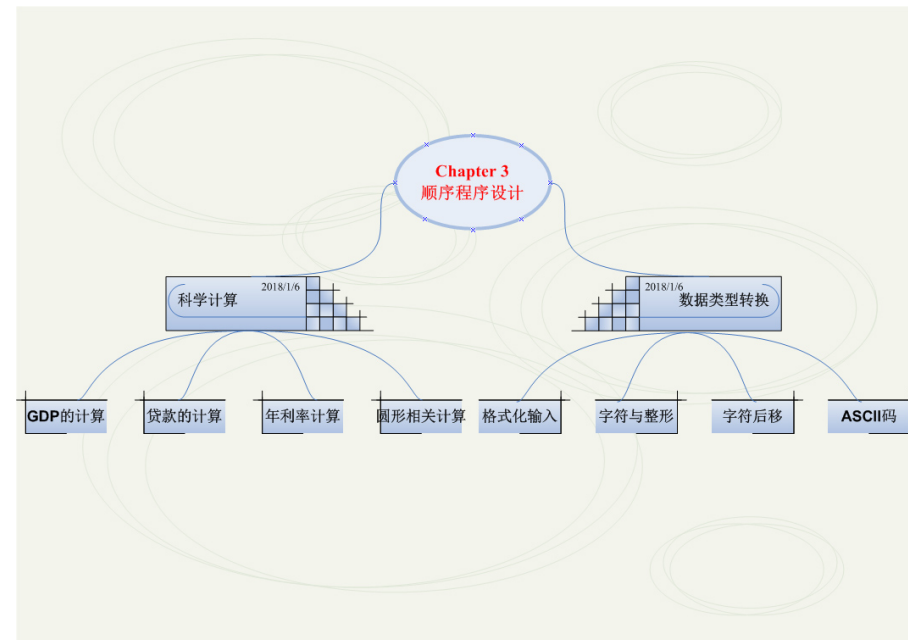 Chapter 3
顺序程序设计
2018/1/6
科学计算
2018/1/6
数据类型转换
GDP的计算
贷款的计算
年利率计算
圆形相关计算
格式化输入
字符与整形
字符后移
ASCII码